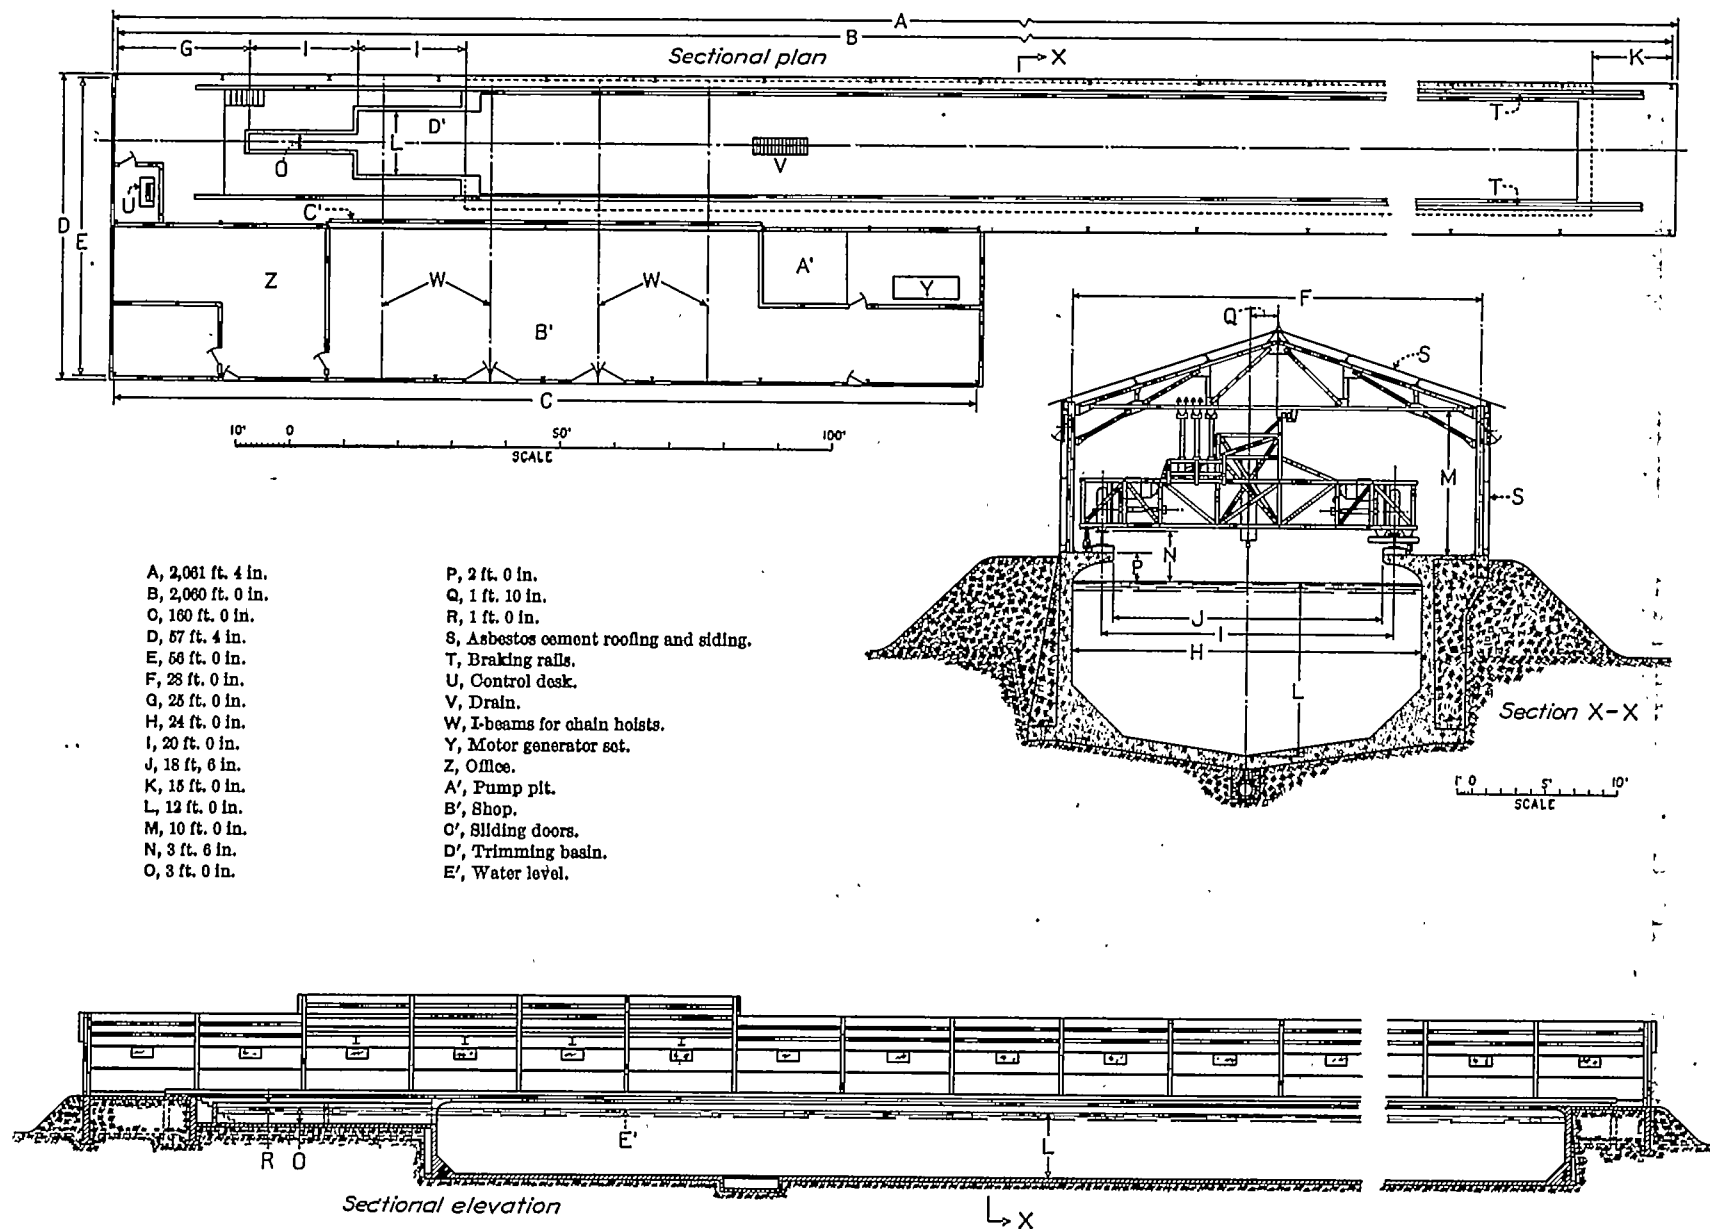 A
B
G I I
Sectional plan
X
K
D'
L
O
V
T
T
U
C'
D E
Z
W W
A'
Y
B'
C
10' 0 50' 100'
SCALE
F
Q
S
M
S
N
P
J
I
H
L
Section X-X
1' 0 5' 10'
SCALE
A, 2,061 ft. 4 in.
B, 2,060 ft. 0 in.
C, 160 ft. 0 in.
D, 57 ft. 4 in.
E, 56 ft. 0 in.
F, 28 ft. 0 in.
G, 25 ft. 0 in.
H, 24 ft. 0 in.
I, 20 ft. 0 in.
J, 18 ft, 6 in.
K, 15 ft. 0 in.
L, 12 ft. 0 in.
M, 10 ft. 0 in.
N, 3 ft. 6 in.
O, 3 ft. 0 in.
P, 2 ft. 0 in.
Q, 1 ft. 10 in.
R, 1 ft. 0 in.
S, Asbestos cement roofing and siding.
T, Braking rails.
U, Control desk.
V, Drain.
W, I-beams for chain hoists.
Y, Motor generator set.
Z, Office.
A', Pump pit.
B', Shop.
C', Sliding doors.
D', Trimming basin.
E', Water level.
R O
E'
L
Sectional elevation
X